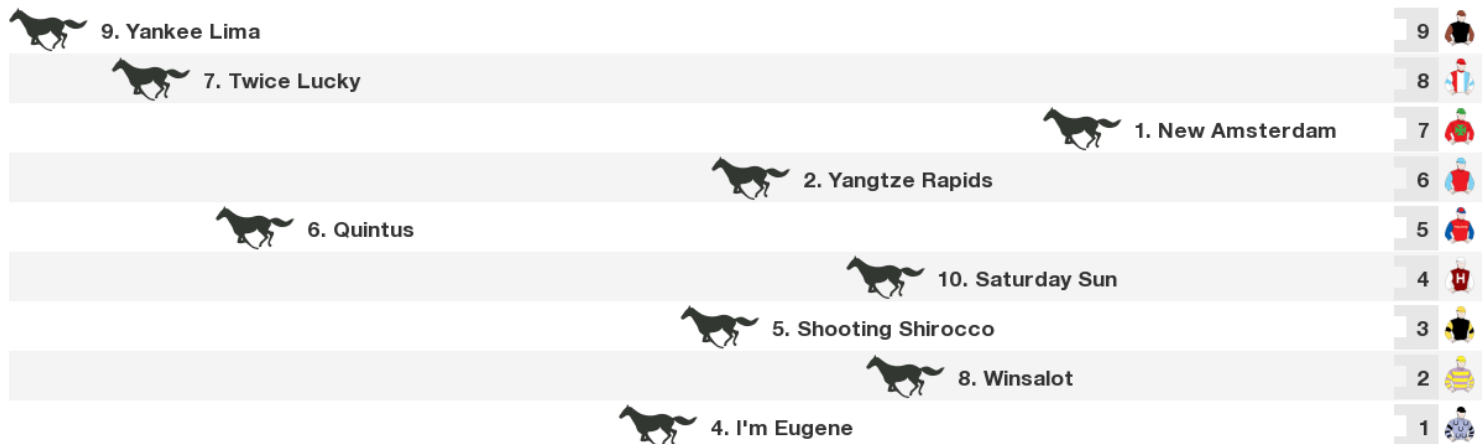 9. Yankee Lima 9
7. Twice Lucky 8
1. New Amsterdam 7
2. Yangtze Rapids 6
6. Quintus 5
10. Saturday Sun 4
H
5. Shooting Shirocco 3
8. Winsalot 2
4. I'm Eugene 1